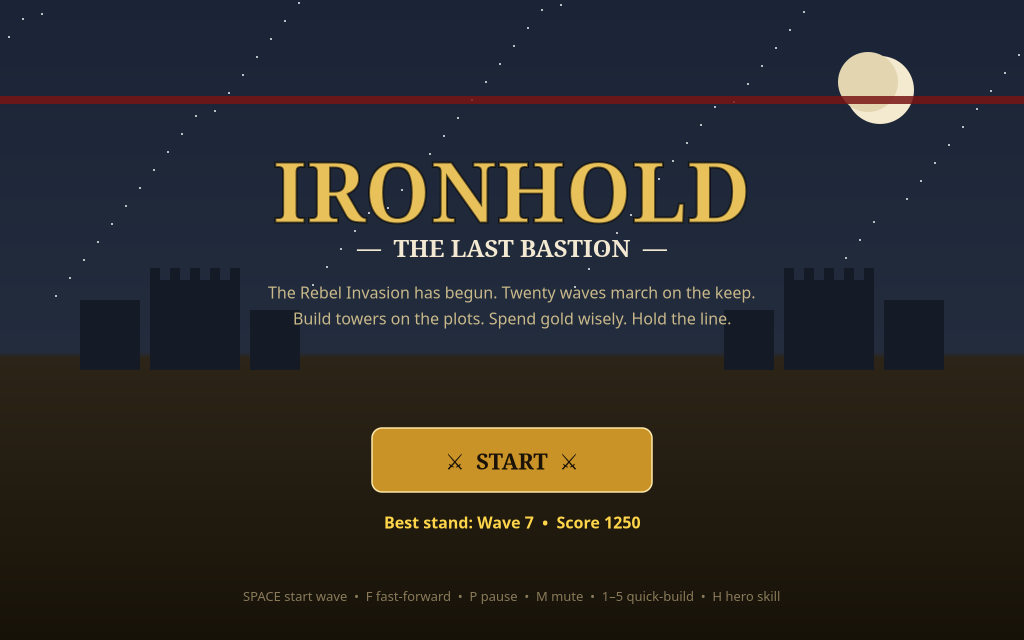 IRONHOLD
— THE LAST BASTION —
The Rebel Invasion has begun. Twenty waves march on the keep.
Build towers on the plots. Spend gold wisely. Hold the line.
⚔ START ⚔
Best stand: Wave 7 • Score 1250
SPACE start wave • F fast-forward • P pause • M mute • 1–5 quick-build • H hero skill